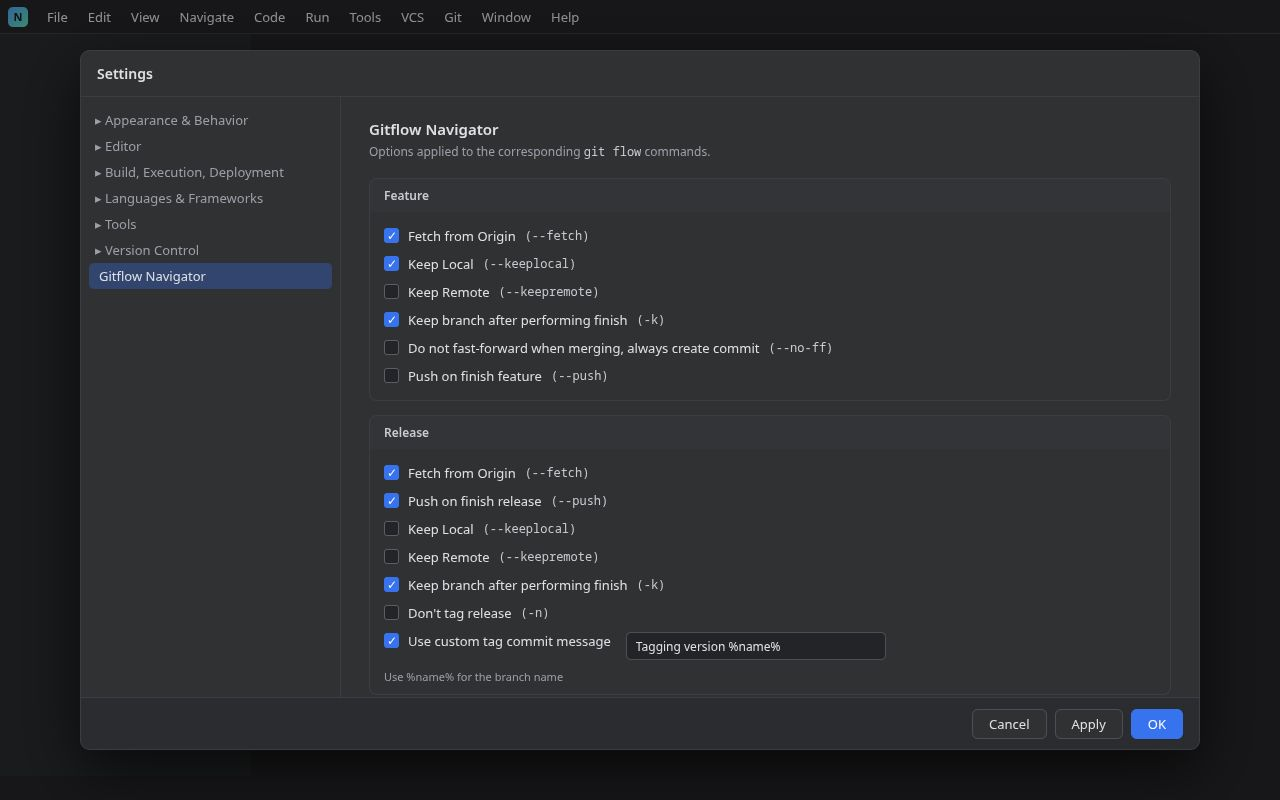 N File Edit View Navigate Code Run Tools VCS Git Window Help
Settings
Appearance & Behavior
Editor
Build, Execution, Deployment
Languages & Frameworks
Tools
Version Control
Gitflow Navigator
Gitflow Navigator
Options applied to the corresponding git flow commands.
Feature
Fetch from Origin (--fetch)
Keep Local (--keeplocal)
Keep Remote (--keepremote)
Keep branch after performing finish (-k)
Do not fast-forward when merging, always create commit (--no-ff)
Push on finish feature (--push)
Release
Fetch from Origin (--fetch)
Push on finish release (--push)
Keep Local (--keeplocal)
Keep Remote (--keepremote)
Keep branch after performing finish (-k)
Don't tag release (-n)
Use custom tag commit message Tagging version %name%
Use %name% for the branch name
Cancel Apply OK